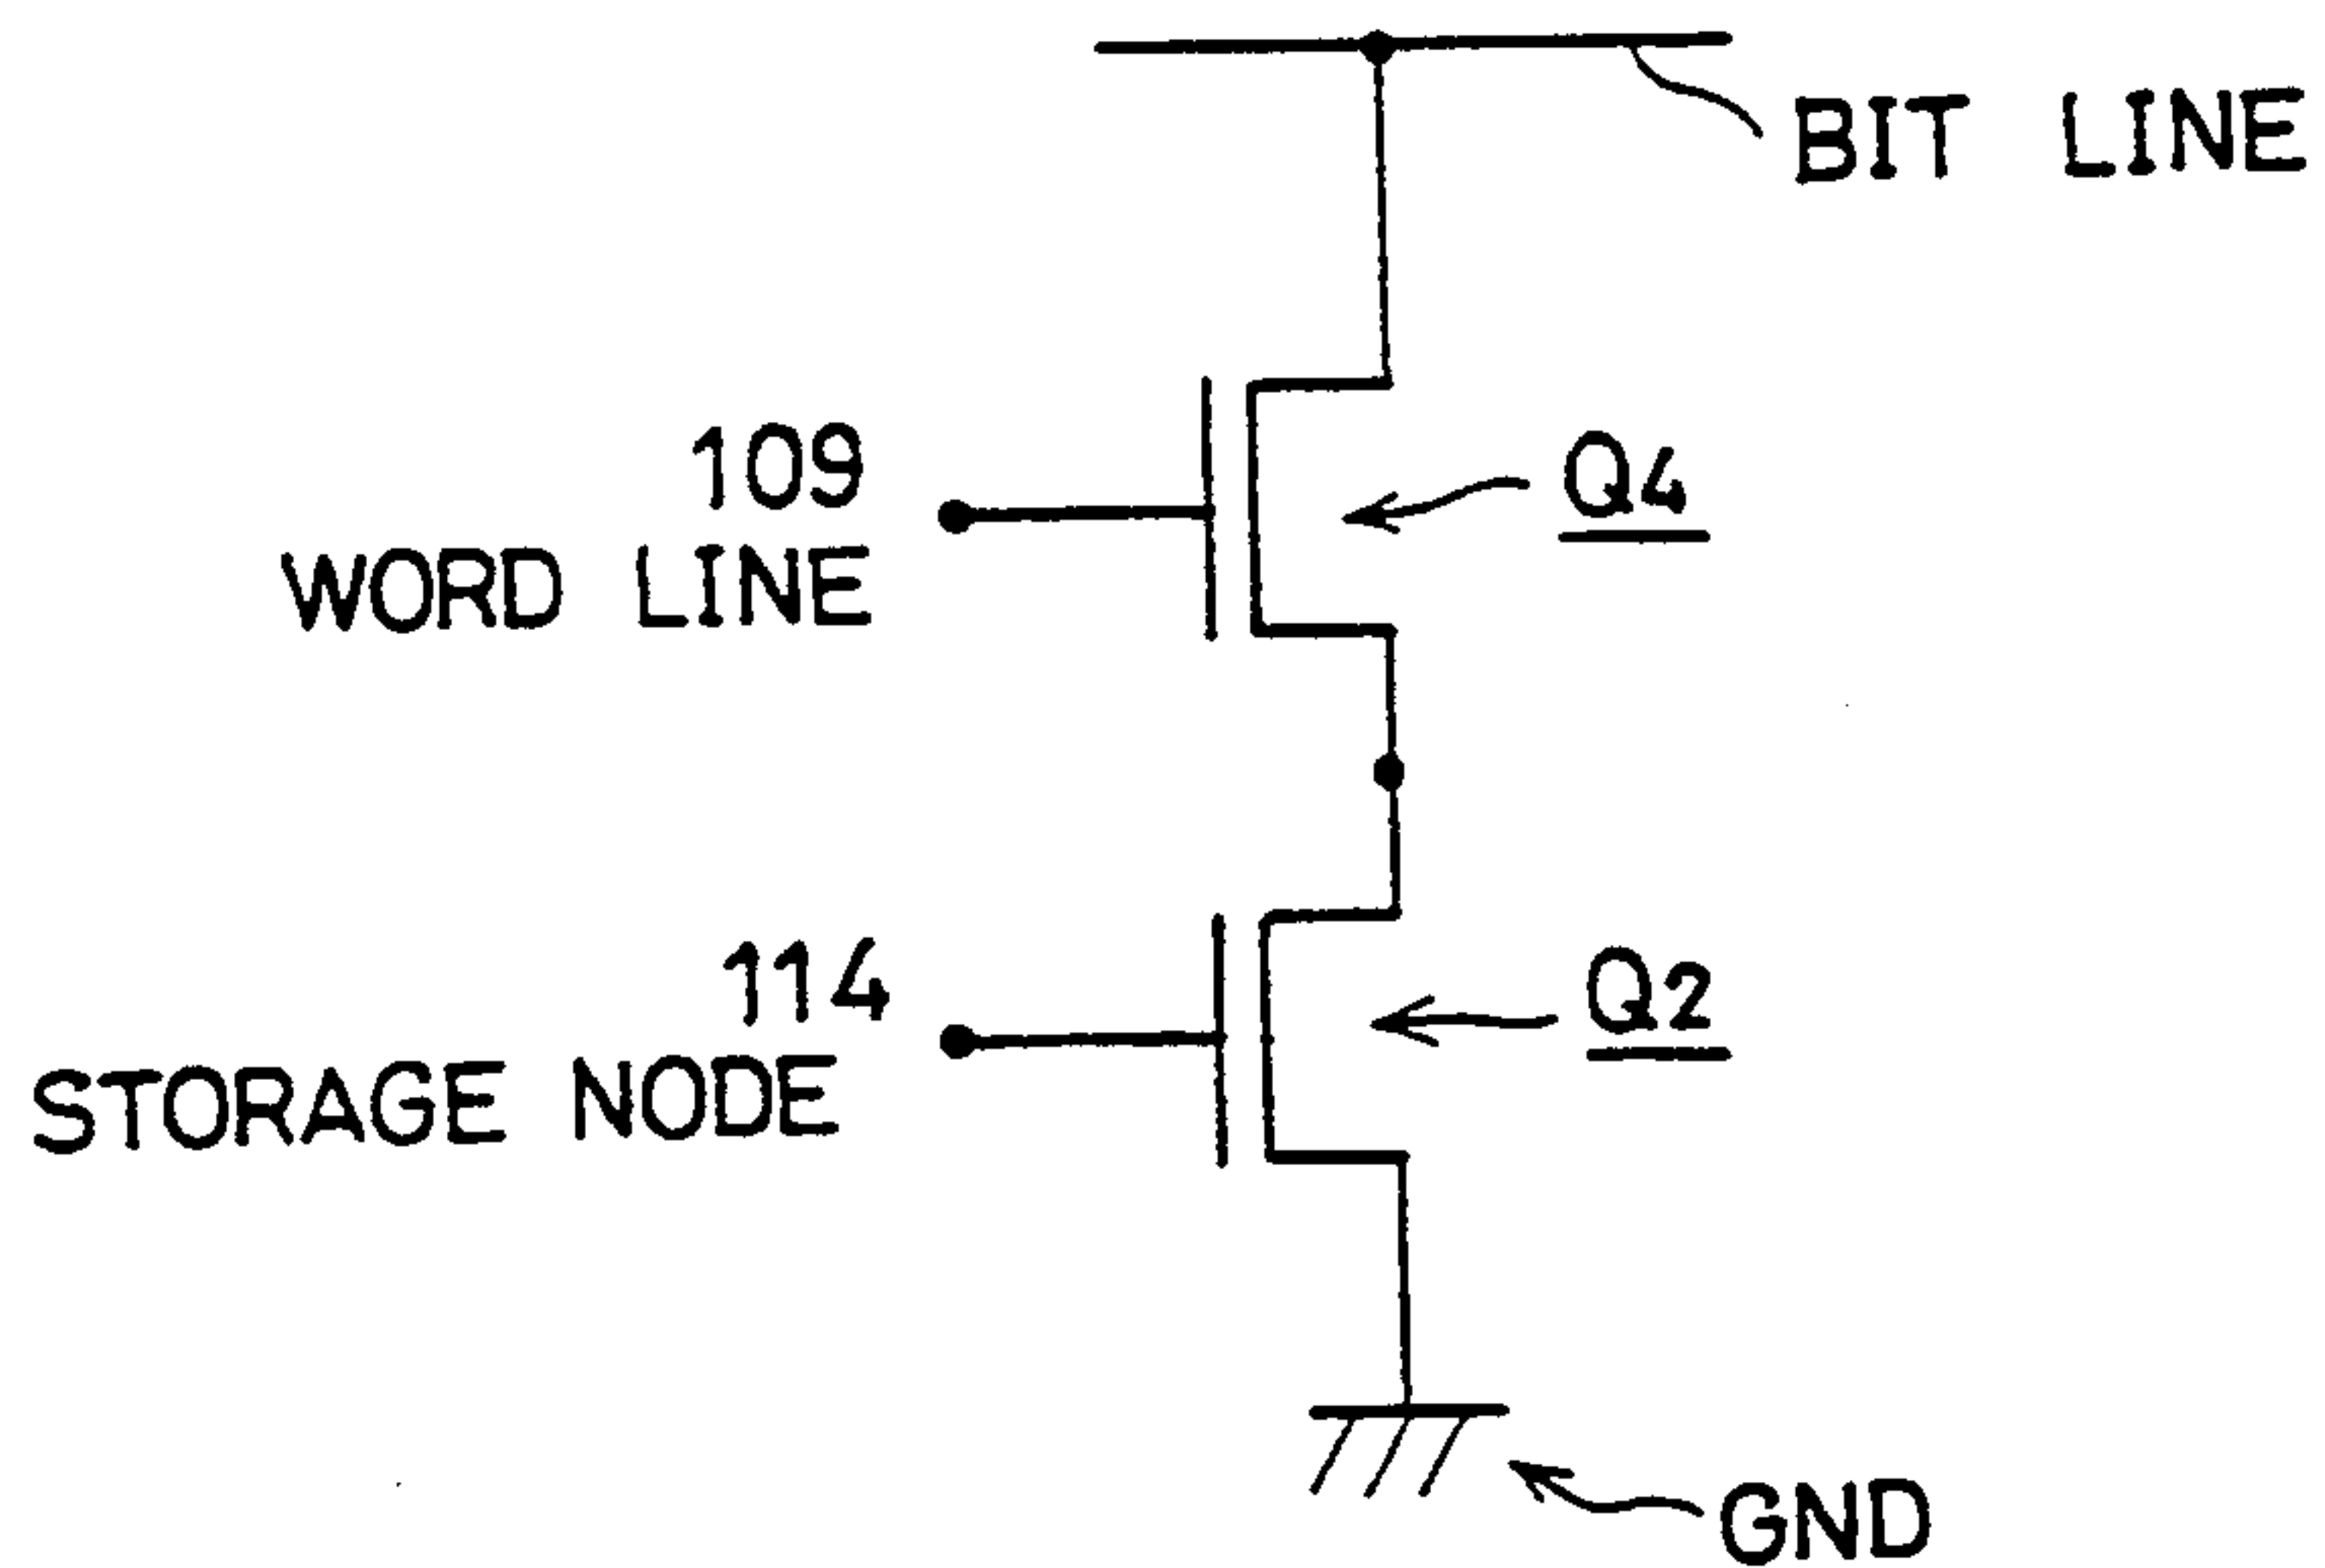 BIT LINE
109
WORD LINE
Q4
114
STORAGE NODE
Q2
GND